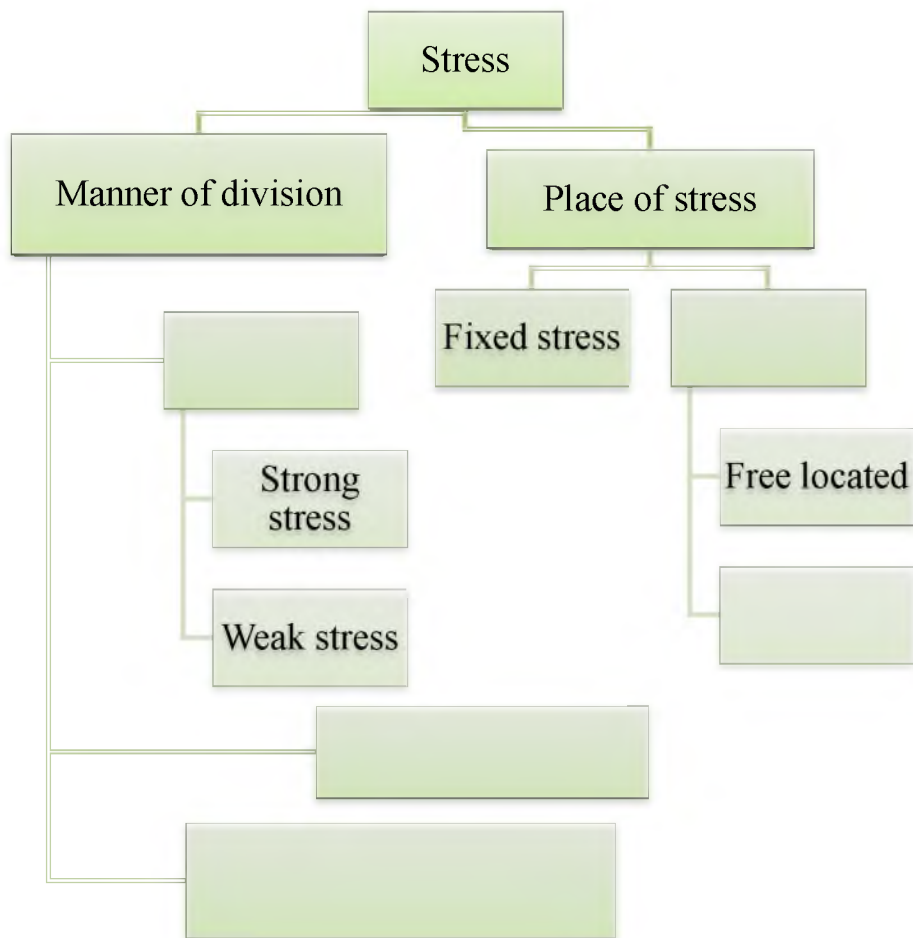 Stress
Manner of division
Place of stress
Fixed stress
Strong
stress
Weak stress
Free located